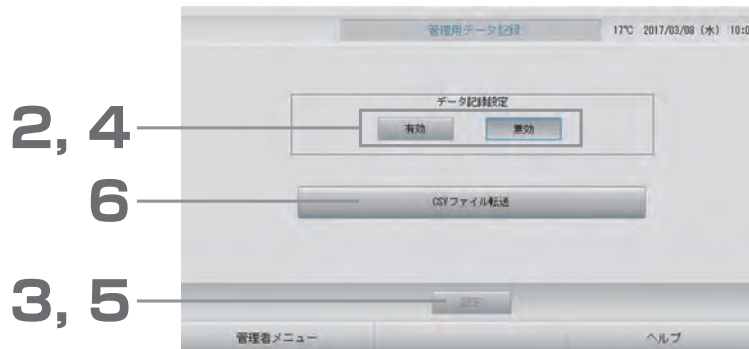 管理用データ記録 17℃ 2017/03/08 (水) 10:0
データ記録設定
2, 4
有効 無効
6
CSVファイル転送
3, 5
設定
管理者メニュー ヘルプ